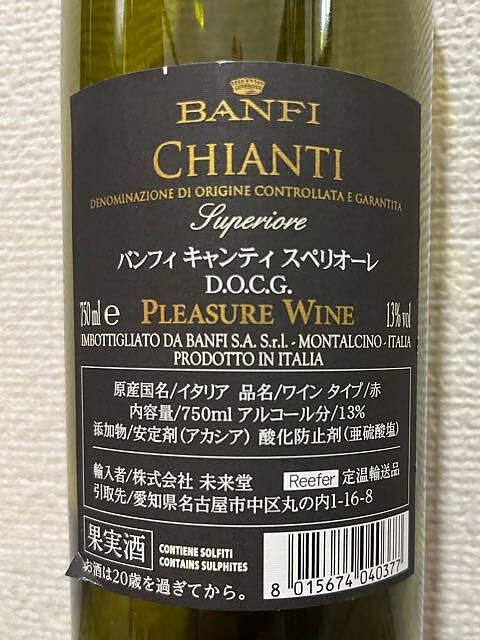 BANFI
CHIANTI
DENOMINAZIONE DI ORIGINE CONTROLLATA E GARANTITA
Superiore
バンフィ キャンティ スペリオーレ
D.O.C.G.
750ml e PLEASURE WINE 13% vol
IMBOTTIGLIATO DA BANFI S.A. S.r.l. - MONTALCINO - ITALIA
PRODOTTO IN ITALIA
原産国名/イタリア 品名/ワイン タイプ/赤
内容量/750ml アルコール分/13%
添加物/安定剤(アカシア) 酸化防止剤(亜硫酸塩)
輸入者/株式会社 未来堂 Reefer 定温輸送品
引取先/愛知県名古屋市中区丸の内1-16-8
果実酒
CONTIENE SOLFITI
CONTAINS SULPHITES
お酒は20歳を過ぎてから。
8 015674 040377